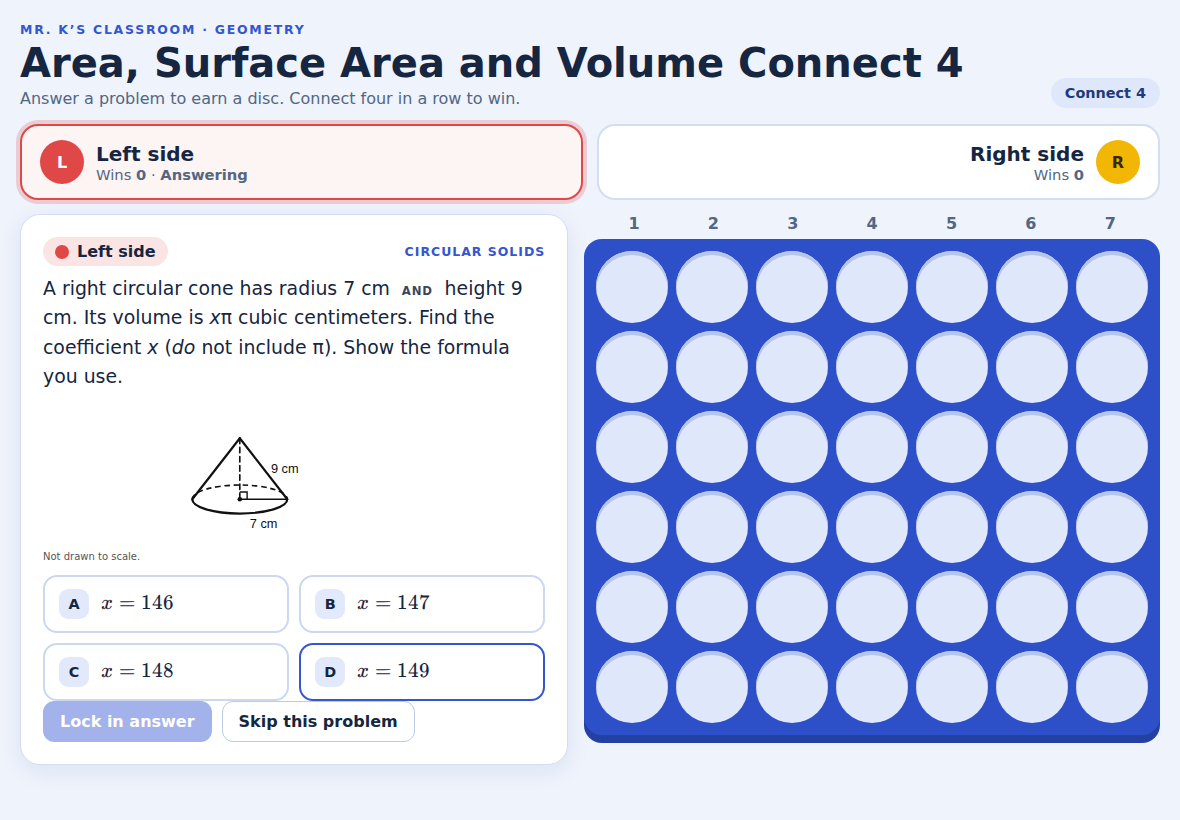 MR. K’S CLASSROOM · GEOMETRY
Area, Surface Area and Volume Connect 4
Answer a problem to earn a disc. Connect four in a row to win.
Connect 4
L
Left side
Wins 0 · Answering
Right side
Wins 0
R
Left side
CIRCULAR SOLIDS
A right circular cone has radius 7 cm AND height 9
cm. Its volume is xπ cubic centimeters. Find the
coefficient x (do not include π). Show the formula
you use.
9 cm
7 cm
Not drawn to scale.
A x = 146
B x = 147
C x = 148
D x = 149
Lock in answer
Skip this problem
1 2 3 4 5 6 7